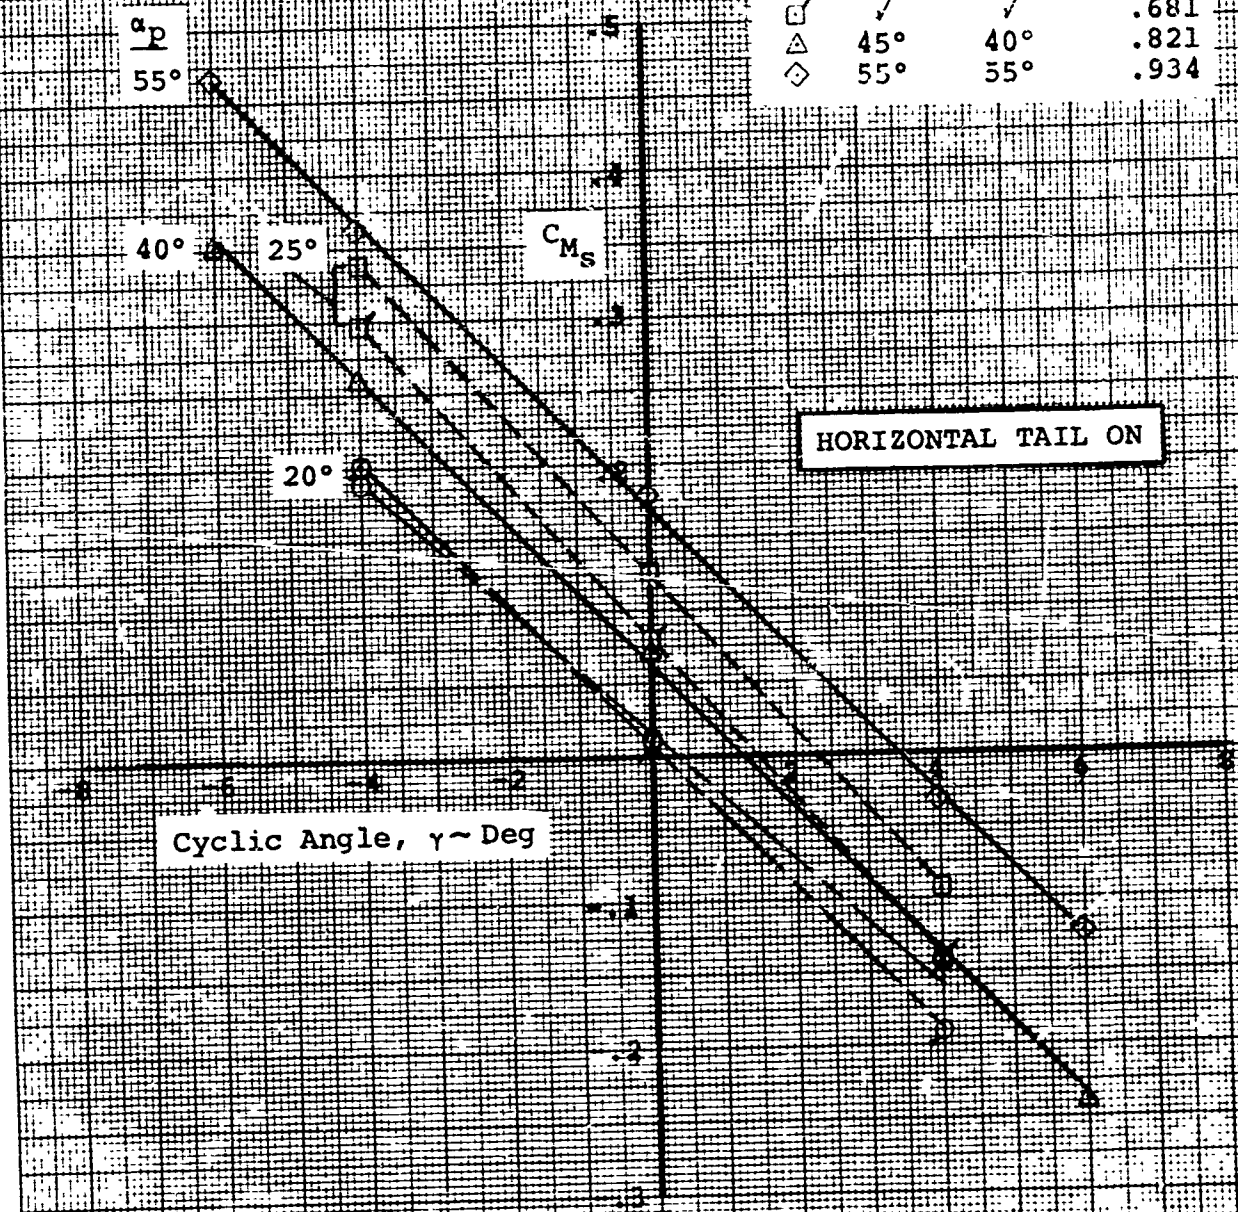 αp
55°
✓ ✓ .681
45° 40° .821
55° 55° .934
.5
.4
40° 25° CMs
.3
HORIZONTAL TAIL ON
20° .2
-8 -6 -4 -2 2 4 6 8
Cyclic Angle, γ~Deg
-.1
.2
.3